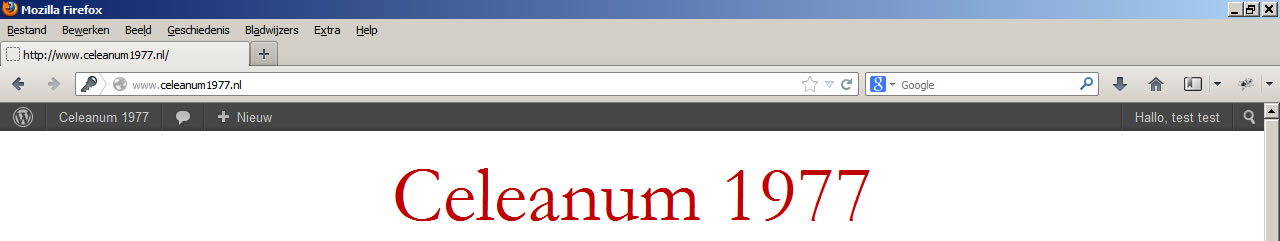 Mozilla Firefox
Bestand Bewerken Beeld Geschiedenis Bladwijzers Extra Help
http://www.celeanum1977.nl/
www.celeanum1977.nl Google
Celeanum 1977 Nieuw Hallo, test test
Celeanum 1977